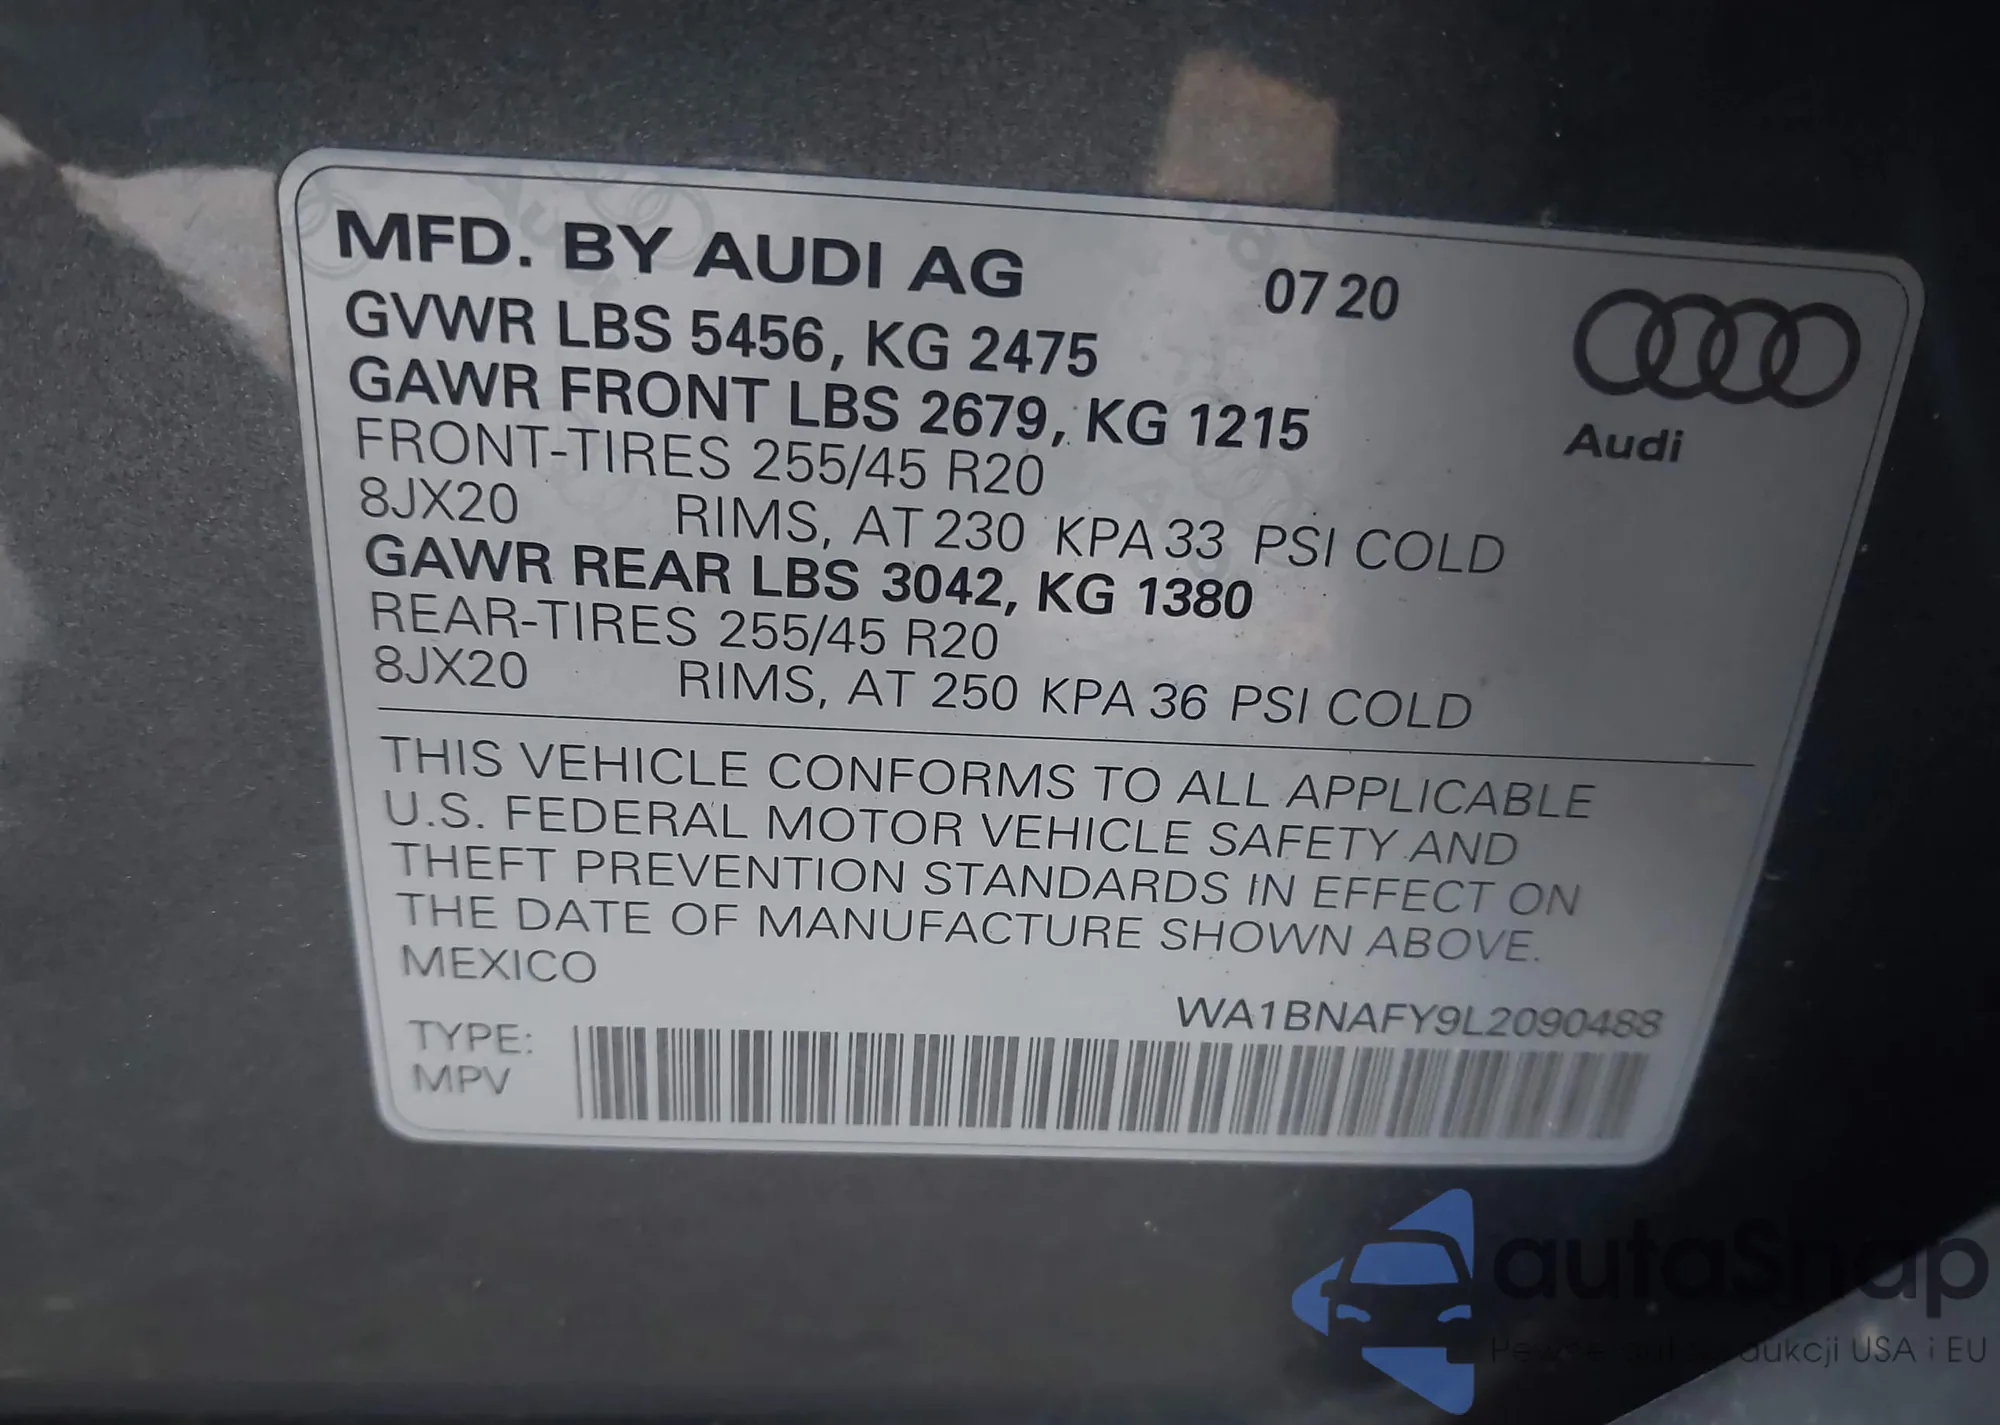 MFD. BY AUDI AG 07 20
GVWR LBS 5456, KG 2475
GAWR FRONT LBS 2679, KG 1215
Audi
FRONT-TIRES 255/45 R20
8JX20 RIMS, AT 230 KPA 33 PSI COLD
GAWR REAR LBS 3042, KG 1380
REAR-TIRES 255/45 R20
8JX20 RIMS, AT 250 KPA 36 PSI COLD
THIS VEHICLE CONFORMS TO ALL APPLICABLE
U.S. FEDERAL MOTOR VEHICLE SAFETY AND
THEFT PREVENTION STANDARDS IN EFFECT ON
THE DATE OF MANUFACTURE SHOWN ABOVE.
MEXICO
WA1BNAFY9L2090488
TYPE:
MPV
autaSnap
USA i EU